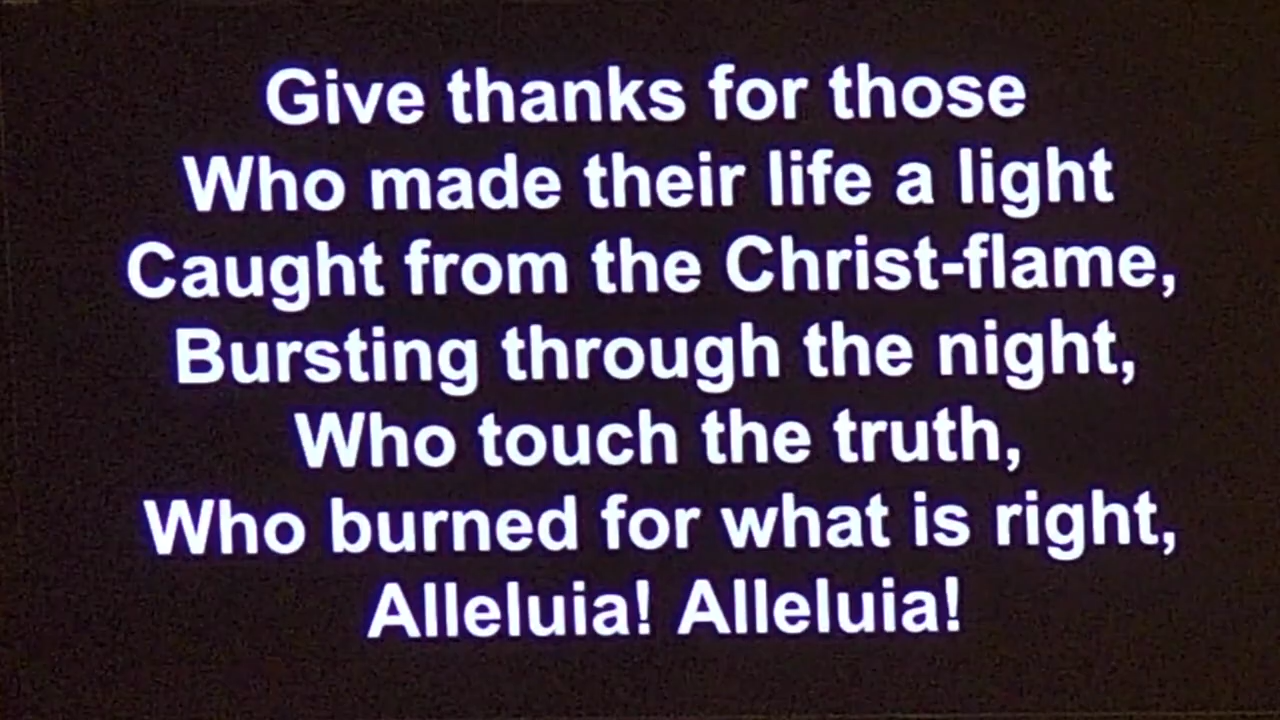 Give thanks for those
Who made their life a light
Caught from the Christ-flame,
Bursting through the night,
Who touch the truth,
Who burned for what is right,
Alleluia! Alleluia!